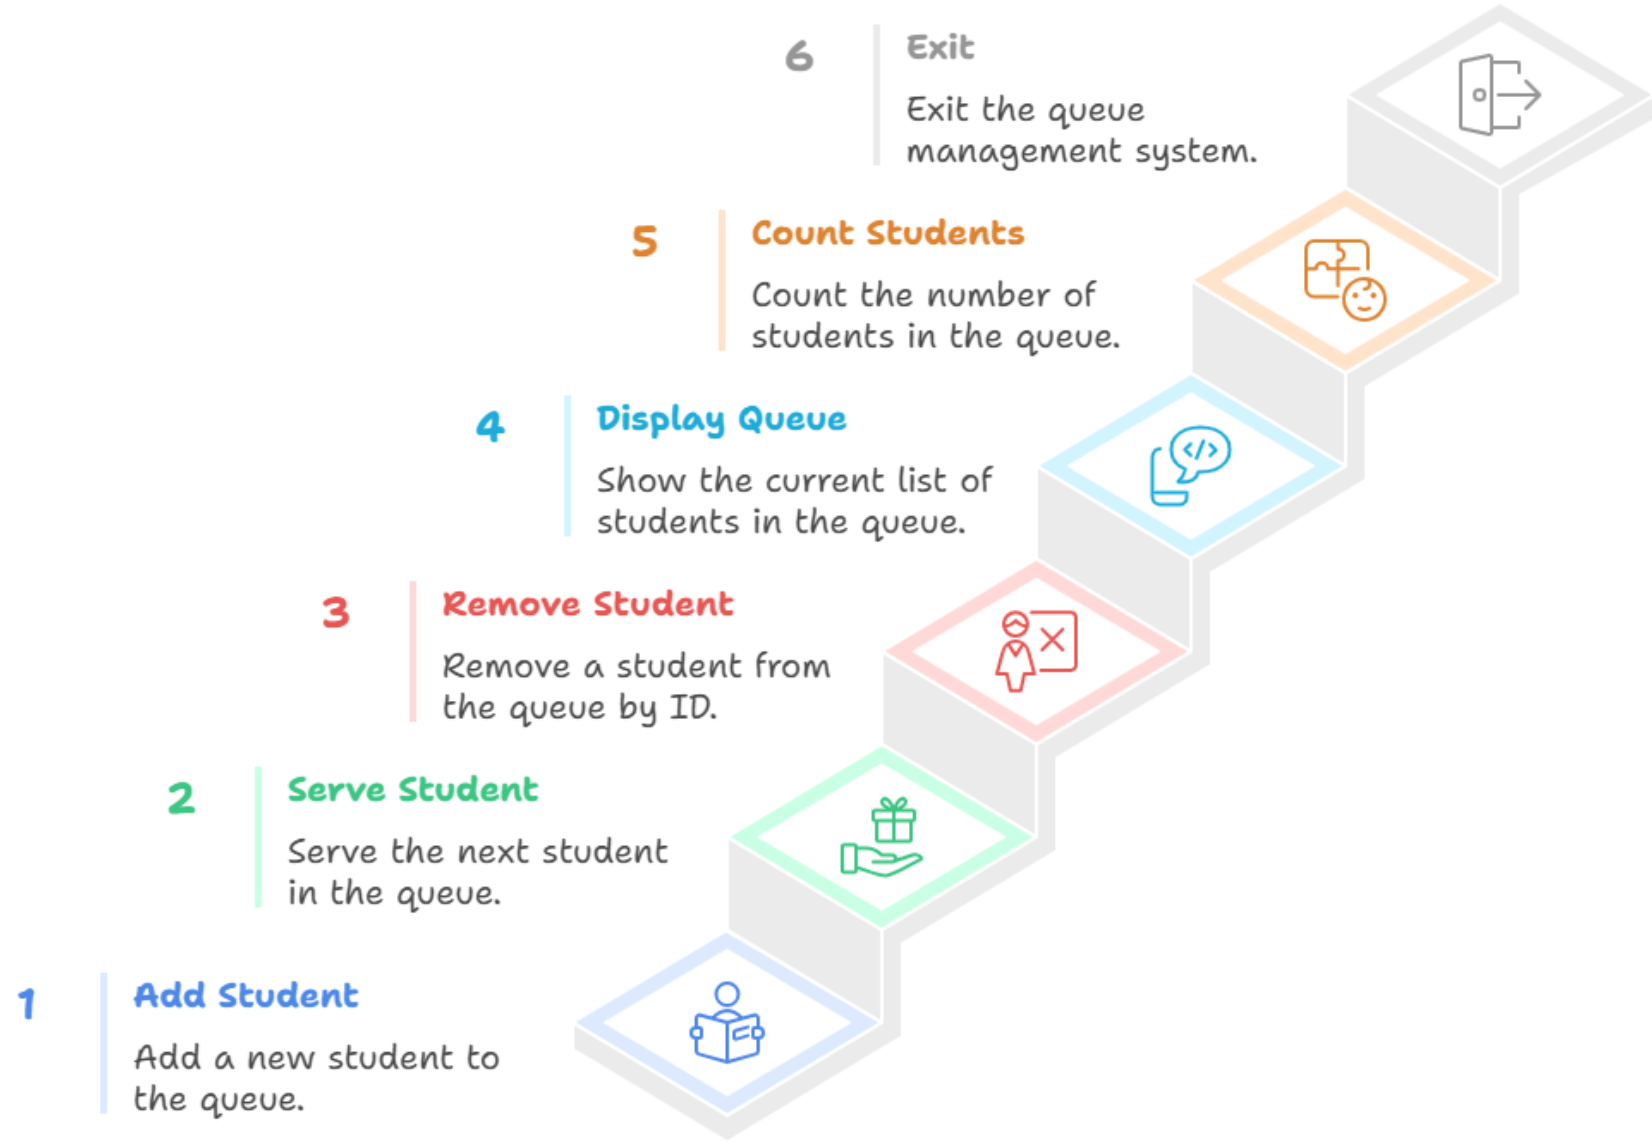 6
Exit
Exit the queue
management system.
5
Count Students
Count the number of
students in the queue.
4
Display Queue
Show the current list of
students in the queue.
3
Remove Student
Remove a student from
the queue by ID.
2
Serve Student
Serve the next student
in the queue.
1
Add Student
Add a new student to
the queue.